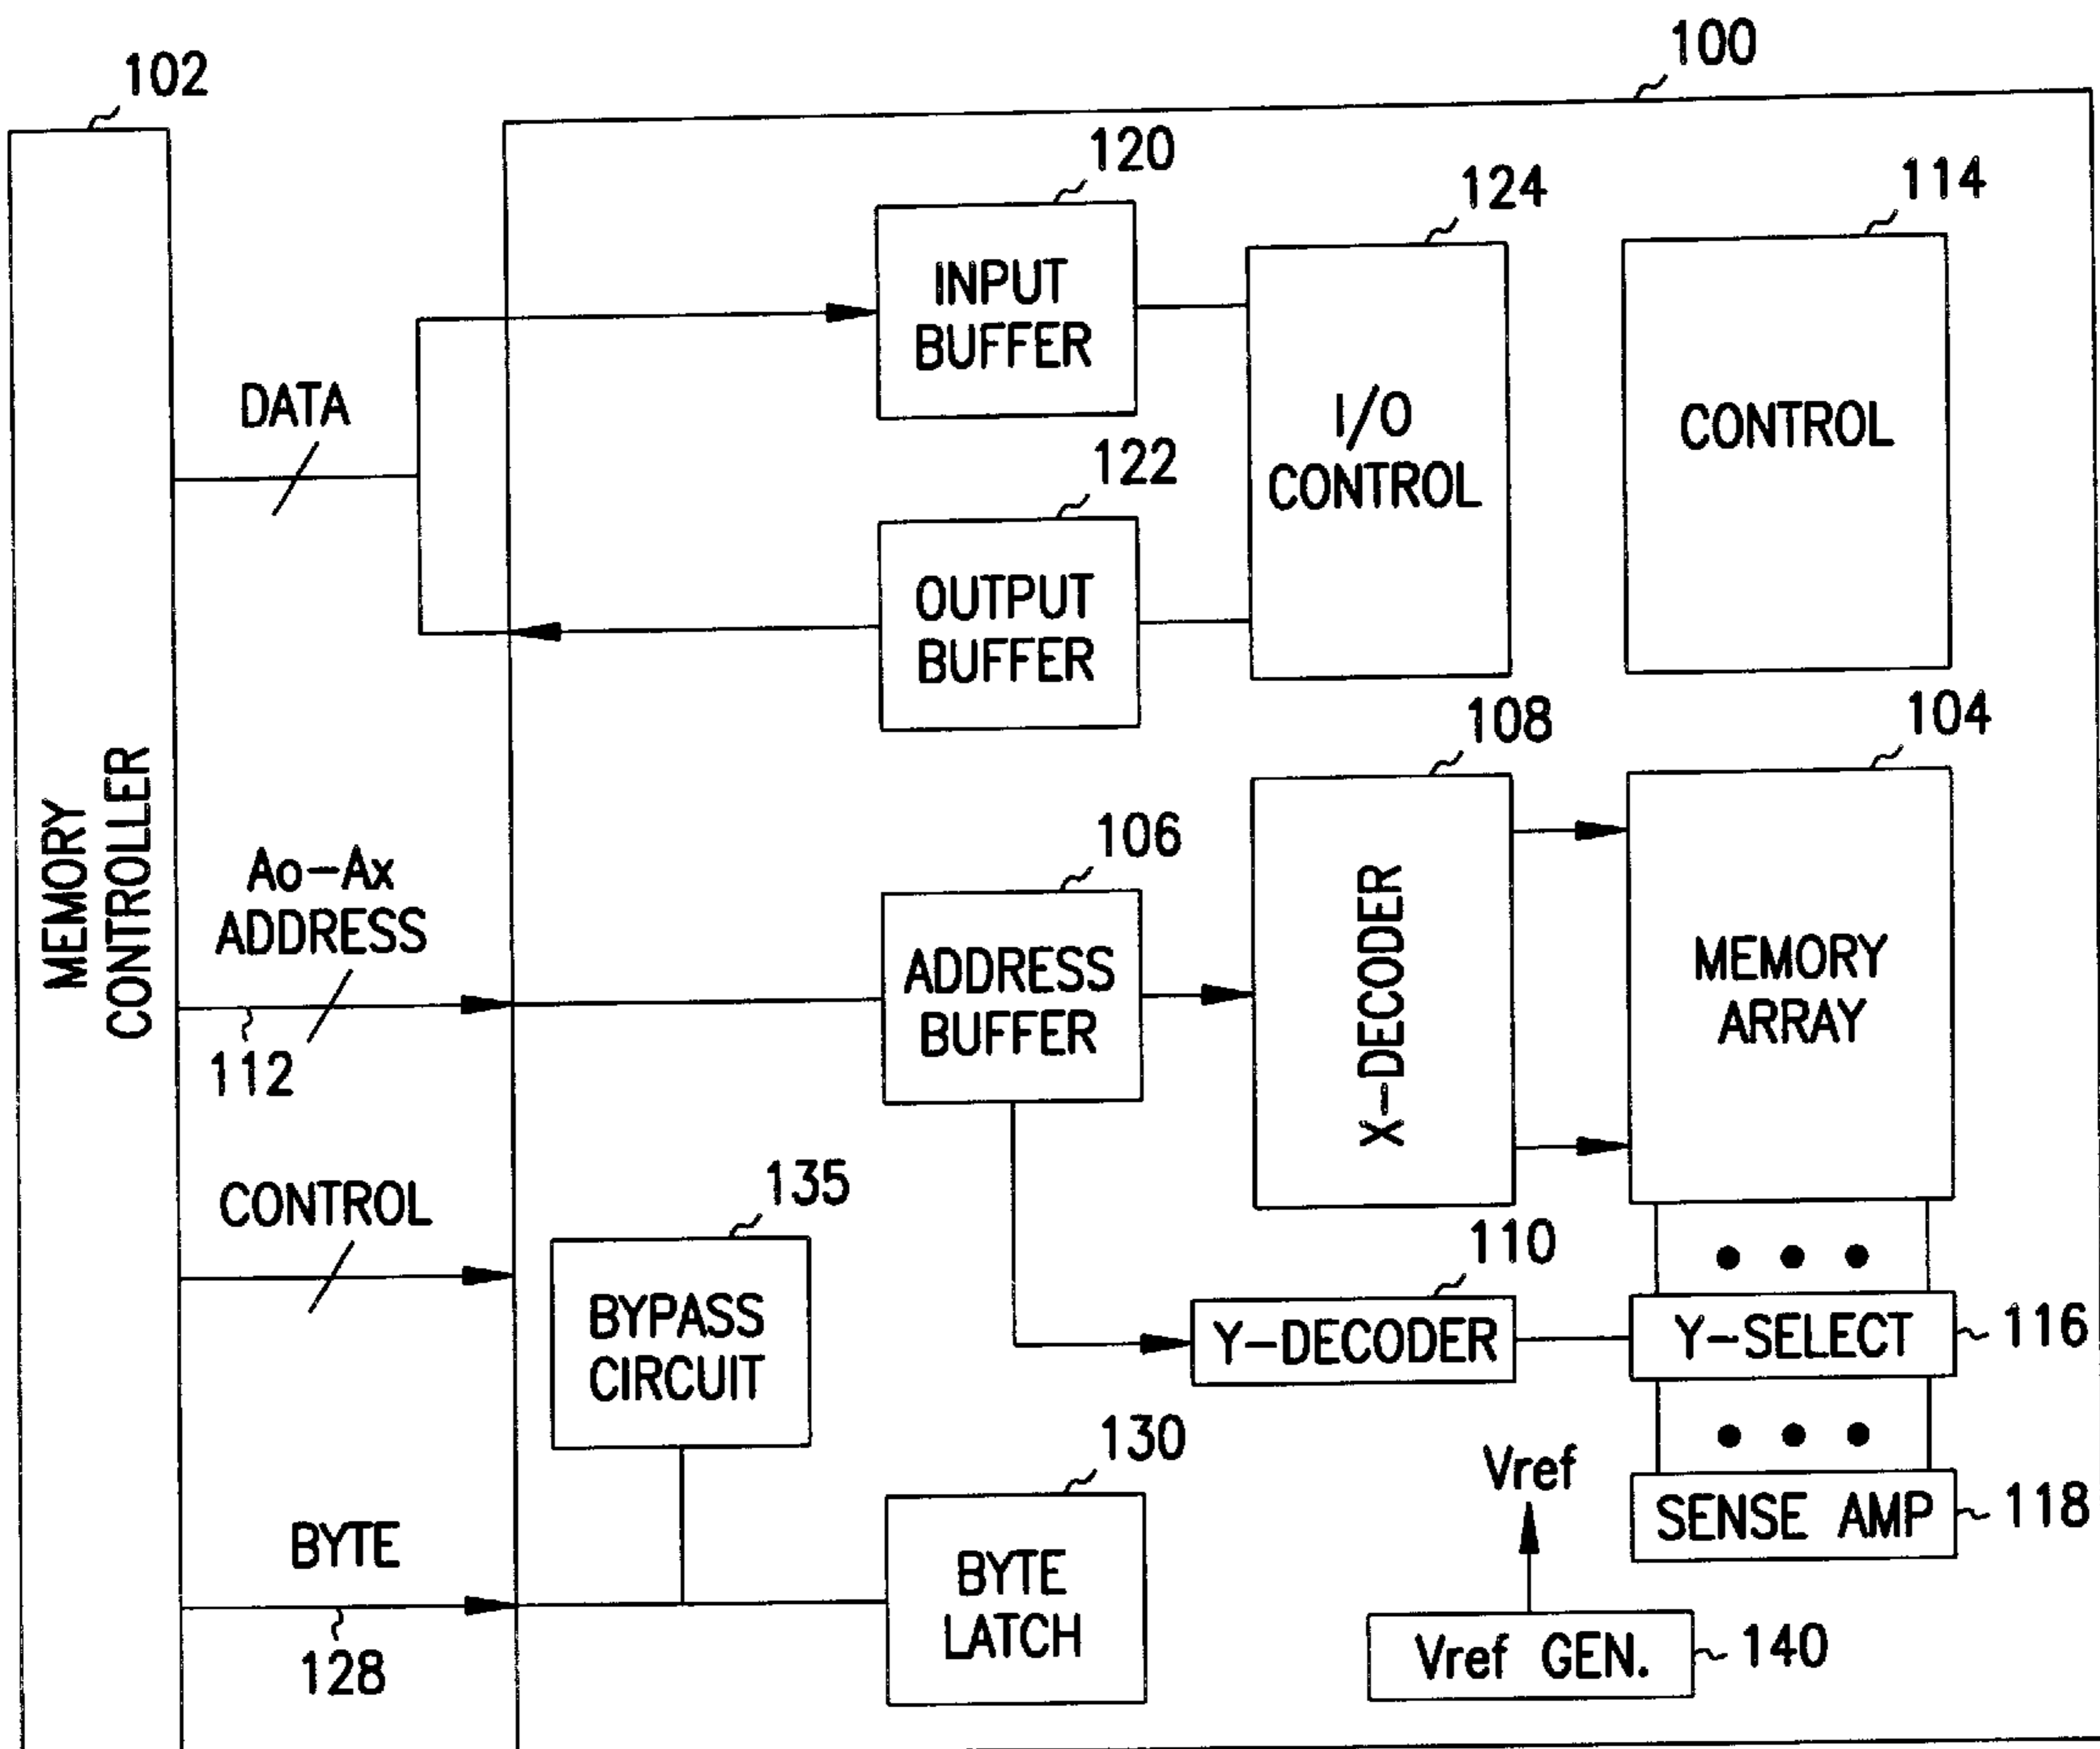 100
102
120
124
114
INPUT
BUFFER
DATA
I/O
CONTROL
CONTROL
122
OUTPUT
BUFFER
108
104
MEMORY
CONTROLLER
106
Ao-Ax
ADDRESS
ADDRESS
BUFFER
X-DECODER
MEMORY
ARRAY
112
135
CONTROL
110
BYPASS
CIRCUIT
Y-DECODER
Y-SELECT
116
130
Vref
SENSE AMP
118
BYTE
BYTE
LATCH
128
Vref GEN.
140